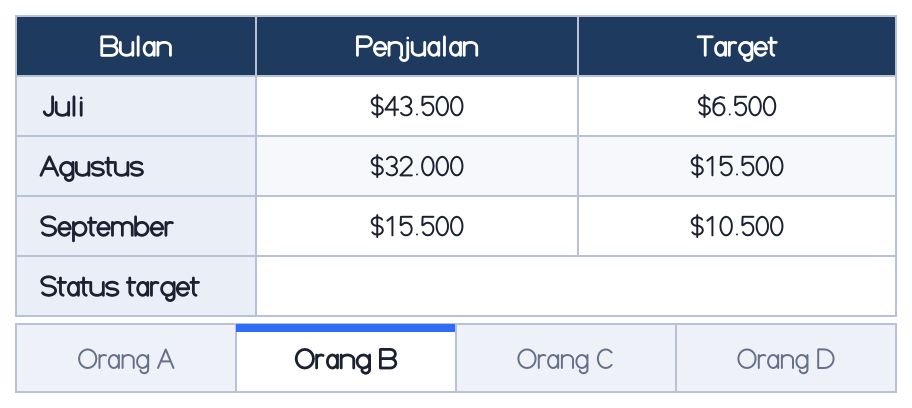 Bulan Penjualan Target
Juli $43.500 $6.500
Agustus $32.000 $15.500
September $15.500 $10.500
Status target
Orang A Orang B Orang C Orang D